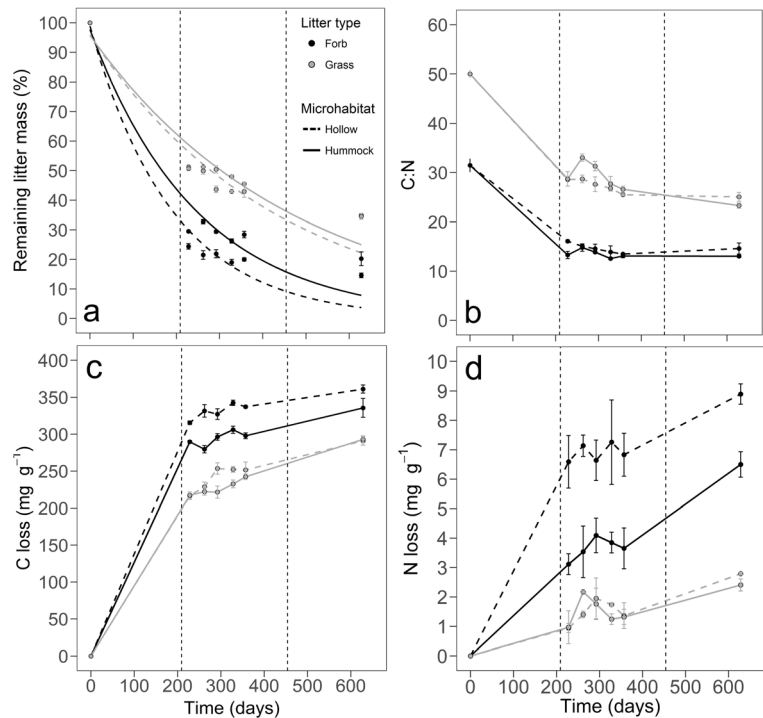 Remaining litter mass (%)
100
90
80
70
60
50
40
30
20
10
0
Litter type
Forb
Grass
Microhabitat
Hollow
Hummock
a
C:N
60
50
40
30
20
10
0
b
C loss (mg g⁻¹)
400
350
300
250
200
150
100
50
0
c
0 100 200 300 400 500 600
Time (days)
N loss (mg g⁻¹)
10
9
8
7
6
5
4
3
2
1
0
d
0 100 200 300 400 500 600
Time (days)